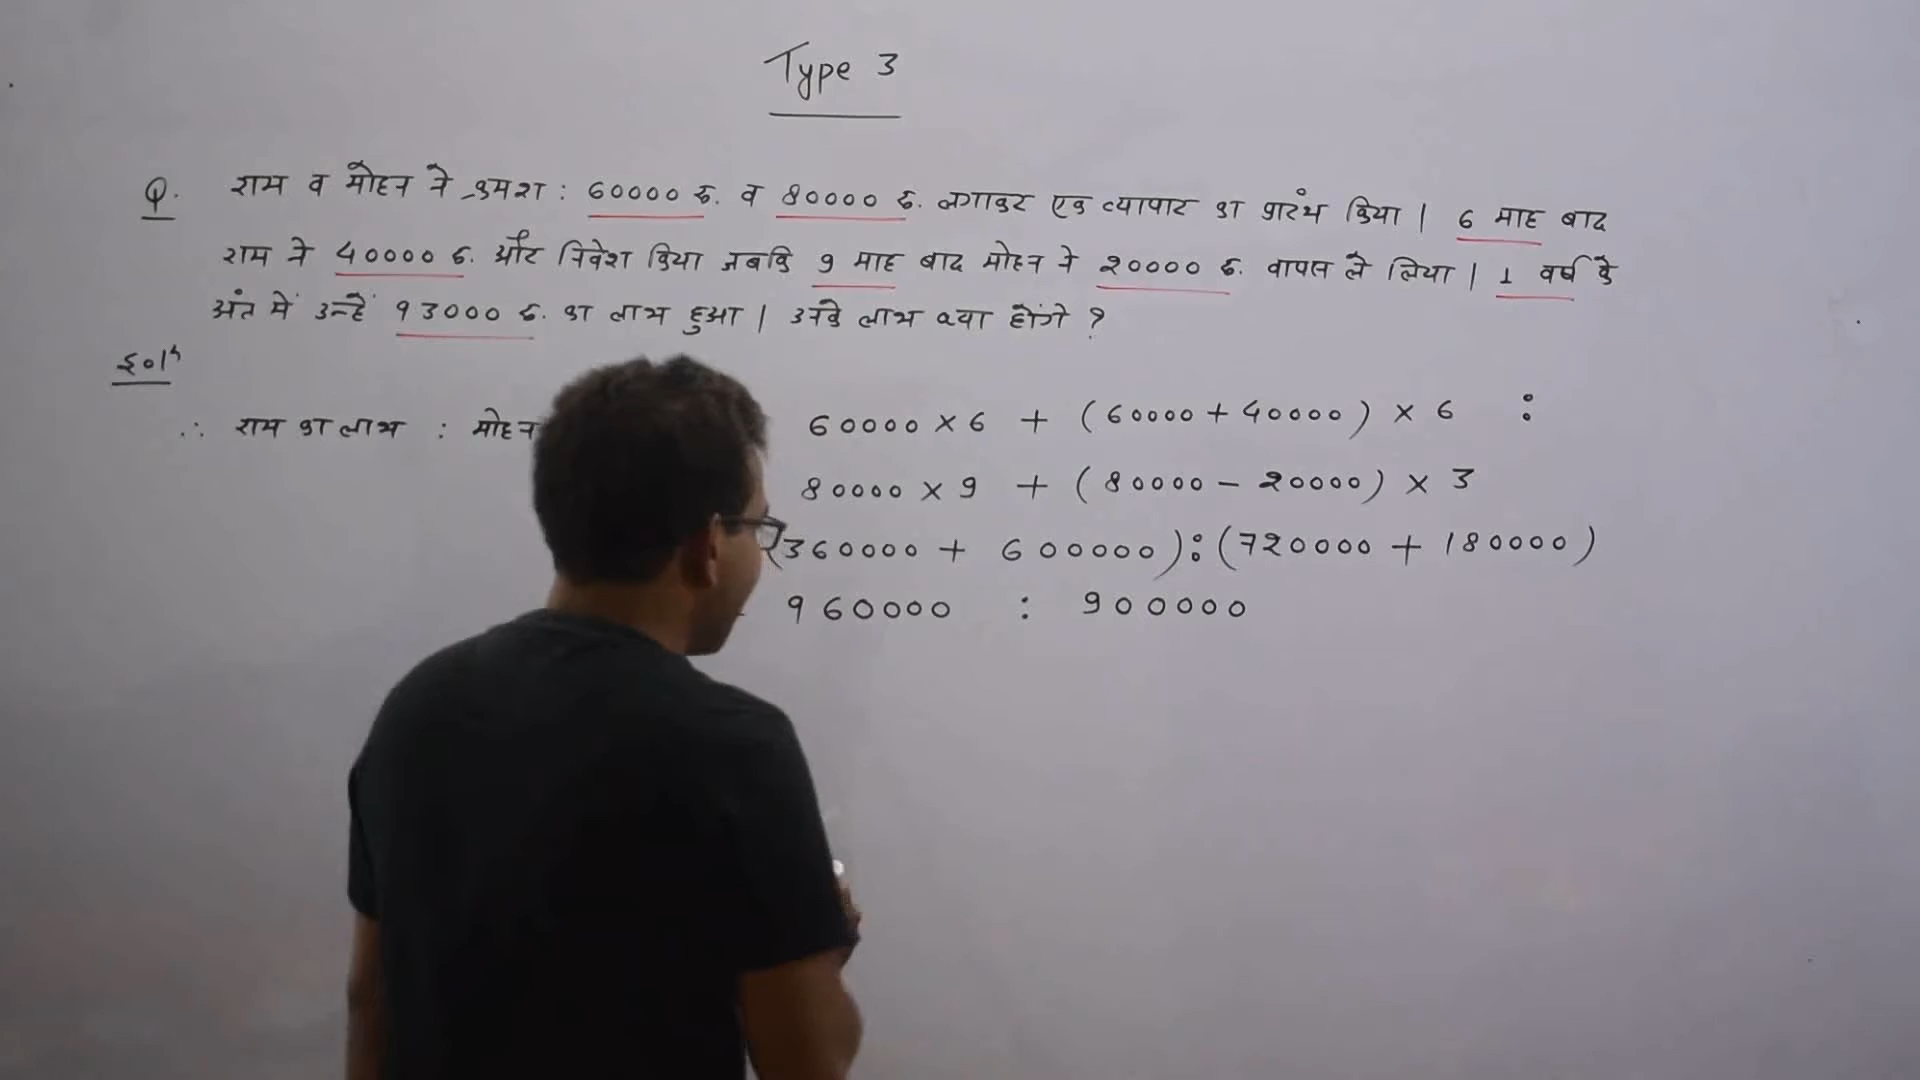 Type 3
Q. राम व मोहन ने क्रमश: 60000 रु. व 80000 रु. लगाकर एक व्यापार का प्रारंभ किया | 6 माह बाद
राम ने 40000 रु. और निवेश किया जबकि 9 माह बाद मोहन ने 20000 रु. वापस ले लिया | 1 वर्ष के
अंत में उन्हें 93000 रु. का लाभ हुआ | उनके लाभ क्या होंगे ?
Solⁿ
∴ राम का लाभ : मोहन 60000 × 6 + (60000 + 40000) × 6 :
80000 × 9 + (80000 - 20000) × 3
(360000 + 600000) : (720000 + 180000)
960000 : 900000